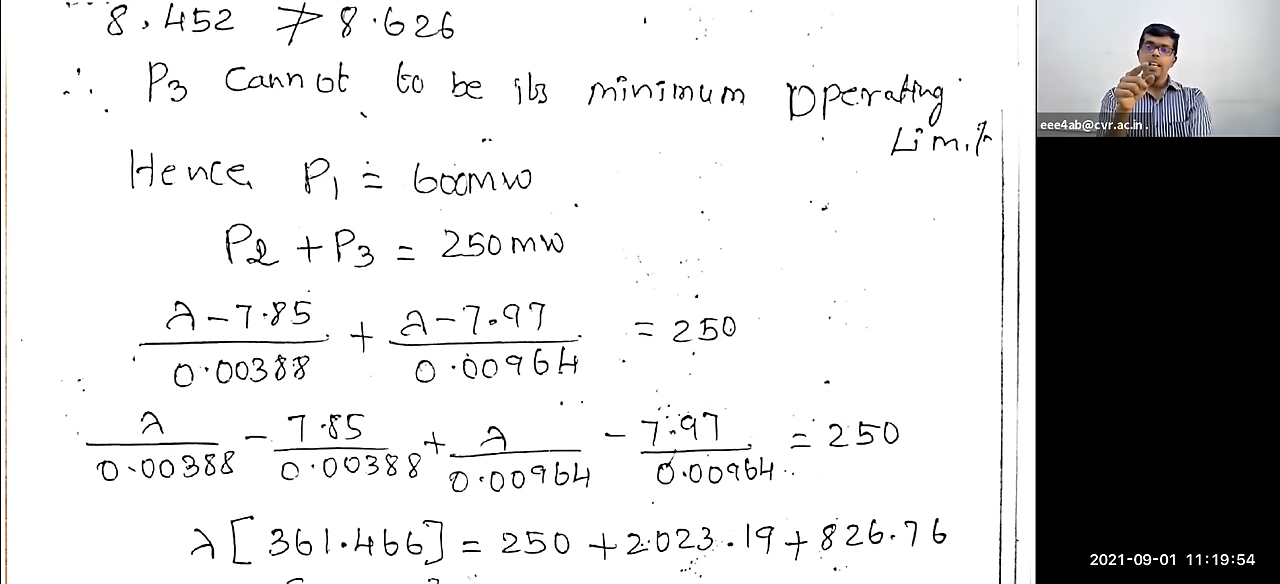 8.452 ≯ 8.626
∴ P3 Cannot to be its minimum Operating
Limit
Hence P1 = 600MW
P2 + P3 = 250MW
λ-7.85/0.00388 + λ-7.97/0.00964 = 250
λ/0.00388 - 7.85/0.00388 + λ/0.00964 - 7.97/0.00964 = 250
λ[361.466] = 250 + 2023.19 + 826.76
eee4ab@cvr.ac.in
2021-09-01 11:19:54